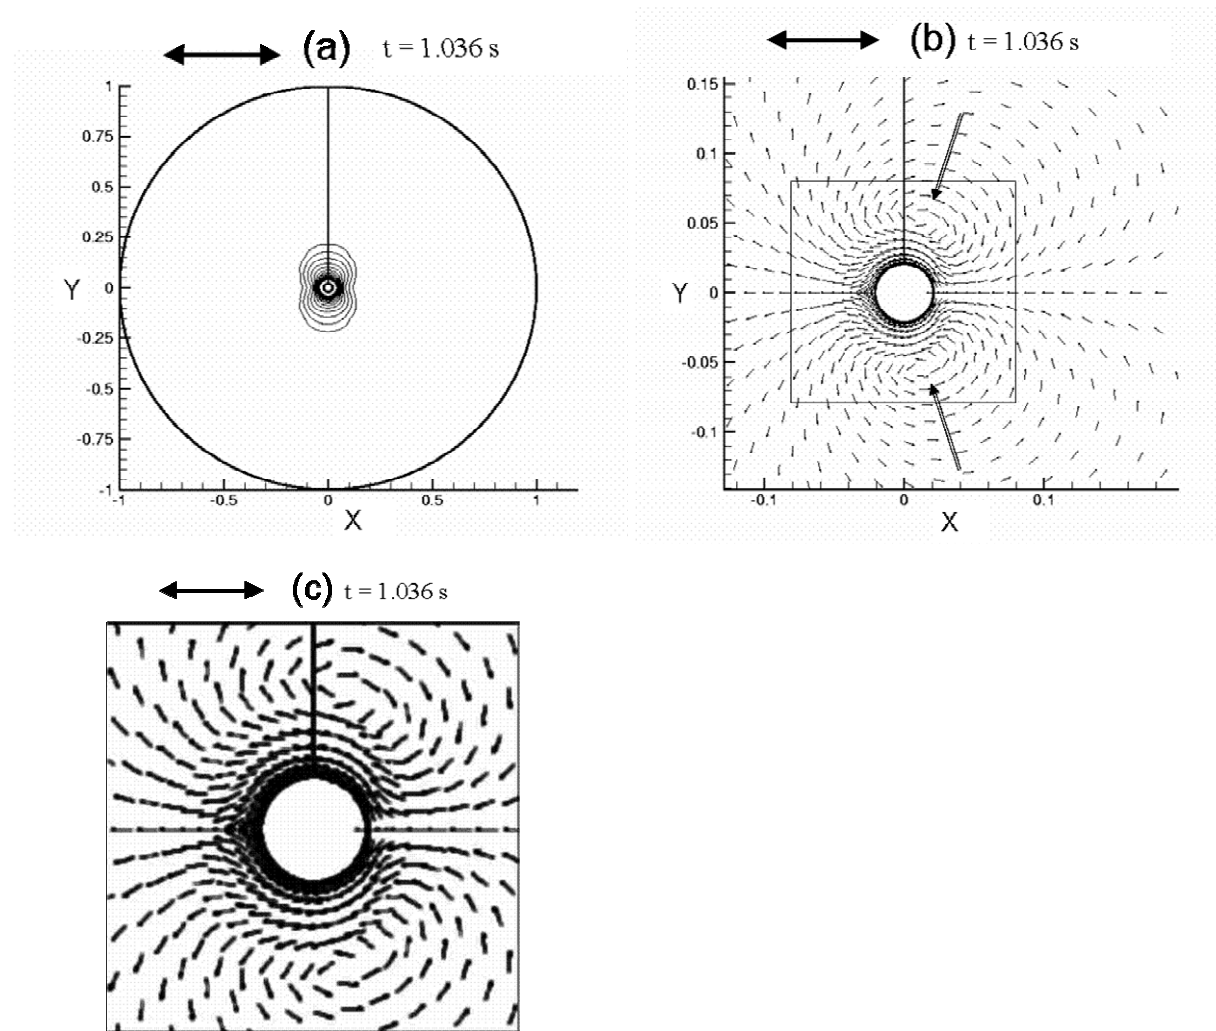 (a) t = 1.036 s
1
0.75
0.5
0.25
Y 0
-0.25
-0.5
-0.75
-1
-1 -0.5 0 0.5 1
X
(b) t = 1.036 s
0.15
0.1
0.05
Y 0
-0.05
-0.1
-0.1 0 0.1
X
(c) t = 1.036 s